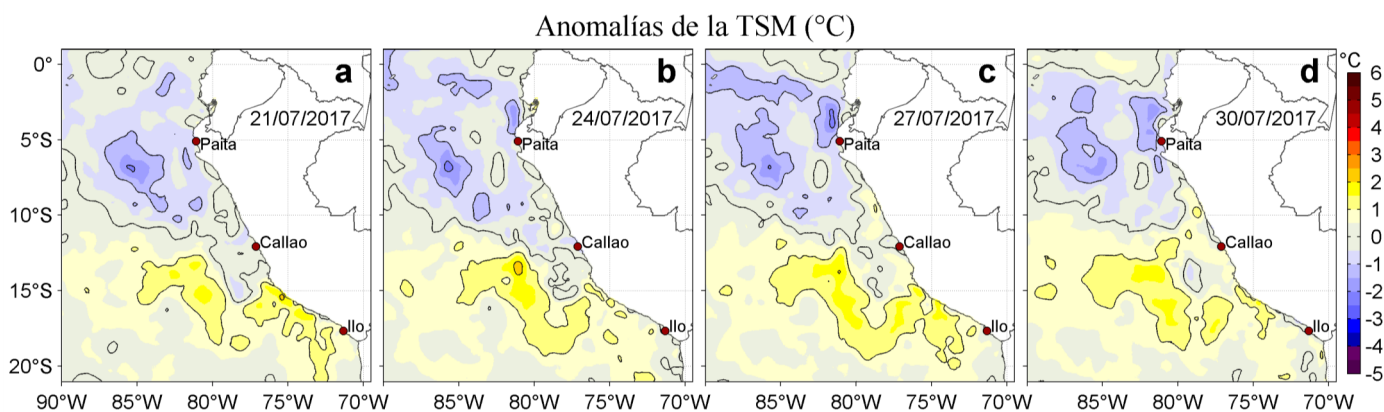 Anomalías de la TSM (°C)
a
b
c
d
21/07/2017
24/07/2017
27/07/2017
30/07/2017
Paita
Paita
Paita
Paita
Callao
Callao
Callao
Callao
Ilo
Ilo
Ilo
Ilo
0°
5°S
10°S
15°S
20°S
90°W 85°W 80°W 75°W 70°W
85°W 80°W 75°W 70°W
85°W 80°W 75°W 70°W
85°W 80°W 75°W 70°W
°C
6
5
4
3
2
1
0
-1
-2
-3
-4
-5